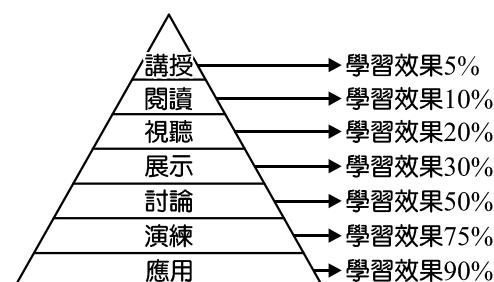 講授 學習效果5%
閱讀 學習效果10%
視聽 學習效果20%
展示 學習效果30%
討論 學習效果50%
演練 學習效果75%
應用 學習效果90%